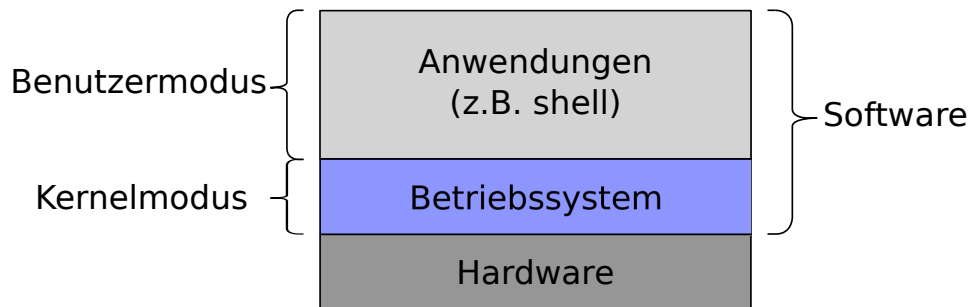 Benutzermodus
Anwendungen
(z.B. shell)
Software
Kernelmodus
Betriebssystem
Hardware